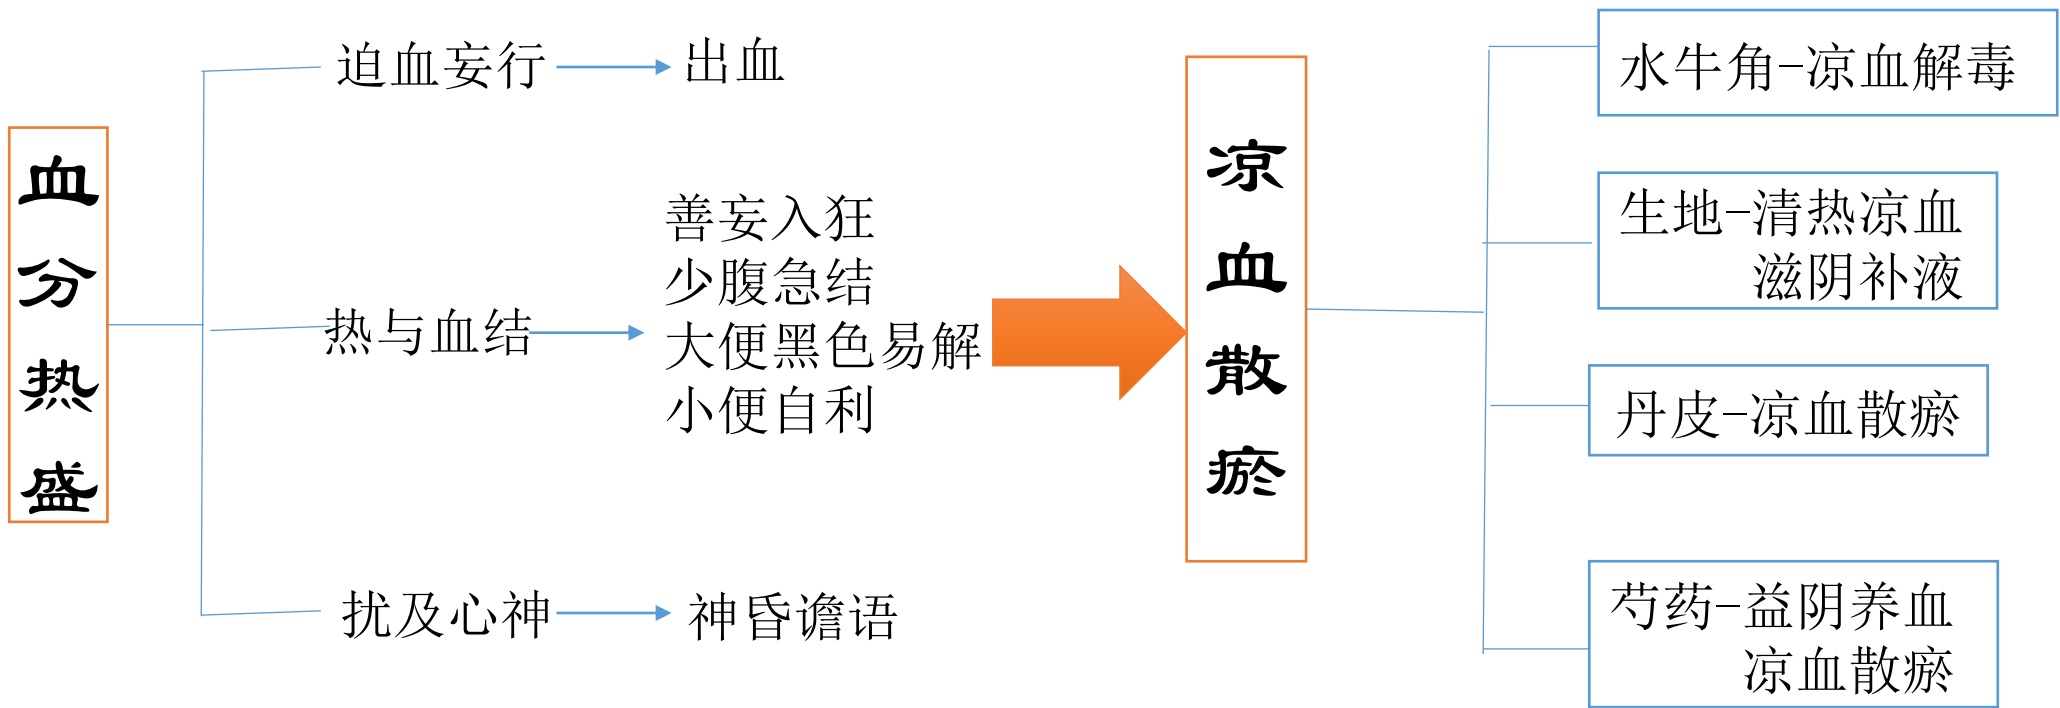 血分热盛
迫血妄行
出血
热与血结
善妄入狂
少腹急结
大便黑色易解
小便自利
扰及心神
神昏谵语
凉血散瘀
水牛角-凉血解毒
生地-清热凉血
滋阴补液
丹皮-凉血散瘀
芍药-益阴养血
凉血散瘀